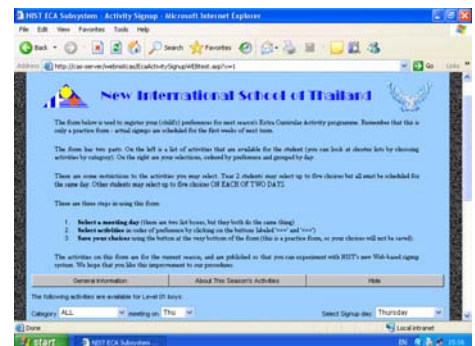 NIST ECA Subsystem - Activity Signup - Microsoft Internet Explorer
File Edit View Favorites Tools Help
Back Search Favorites
Address http://cas-server/webnistcas/EcaActivitySignupWEBtest.asp?v=1 Go Links
New International School of Thailand
The form below is used to register your (child's) preferences for next season's Extra Curricular Activity programme. Remember that this is
only a practice form - actual signups are scheduled for the first weeks of next term.
The form has two parts. On the left is a list of activities that are available for the student (you can look at shorter lists by choosing
activities by category). On the right are your selections, ordered by preference and grouped by day.
There are some restrictions to the activities you may select. Year 2 students may select up to five choices but all must be scheduled for
the same day. Other students may select up to five choices ON EACH OF TWO DAYS.
There are three steps in using this form:
1. Select a meeting day (there are two list boxes, but they both do the same thing)
2. Select activities in order of preference by clicking on the buttons labeled '==>' and '<=='
3. Save your choices using the button at the very bottom of the form (this is a practice form, so your choices will not be saved).
The activities on this form are for the current season, and are published so that you can experiment with NIST's new Web-based signup
system. We hope that you like this improvement to our procedures.
General Information About This Season's Activities Hide
The following activities are available for Level 01 boys
Category ALL meeting on Thu Select Signup day: Thursday
Done Local intranet
start NIST ECA Subsystem ... EN 15:16